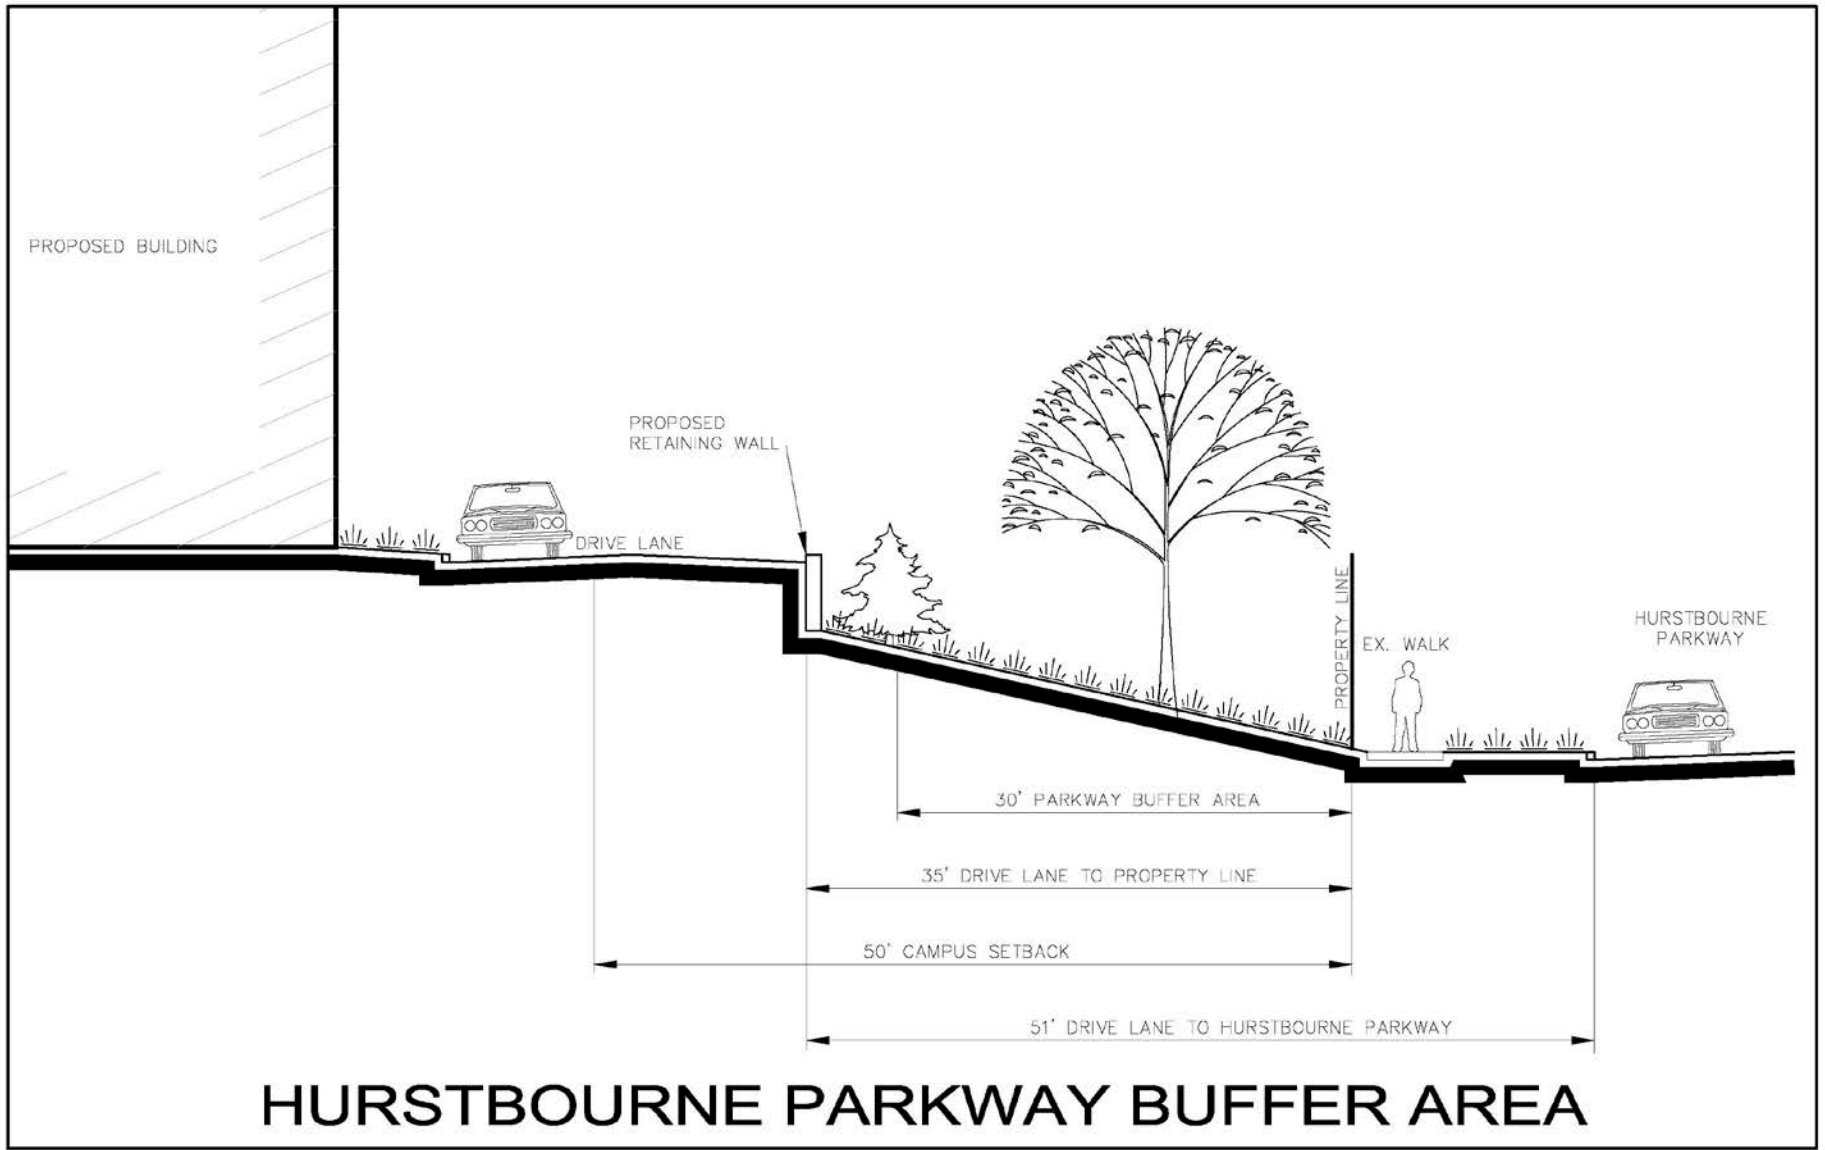 PROPOSED BUILDING
PROPOSED
RETAINING WALL
DRIVE LANE
PROPERTY LINE
EX. WALK
HURSTBOURNE
PARKWAY
30' PARKWAY BUFFER AREA
35' DRIVE LANE TO PROPERTY LINE
50' CAMPUS SETBACK
51' DRIVE LANE TO HURSTBOURNE PARKWAY
HURSTBOURNE PARKWAY BUFFER AREA